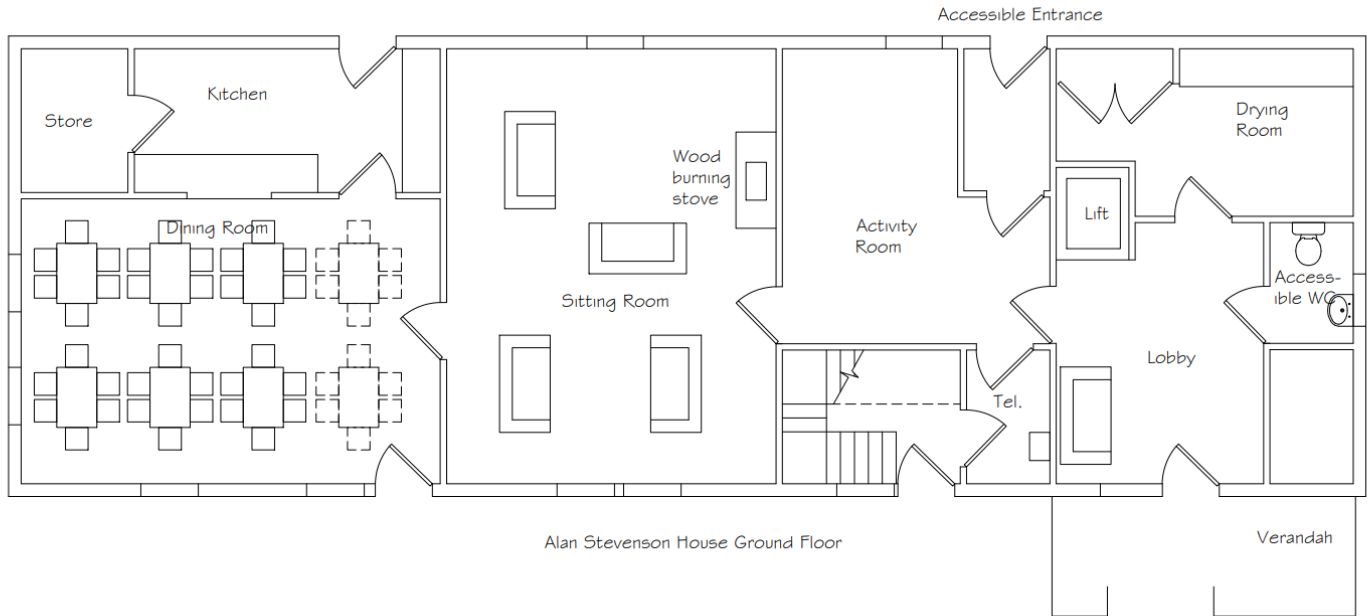 Accessible Entrance
Kitchen
Store
Drying
Room
Wood
burning
stove
Lift
Dining Room
Activity
Room
Access-
ible WC
Sitting Room
Lobby
Tel.
Alan Stevenson House Ground Floor
Verandah